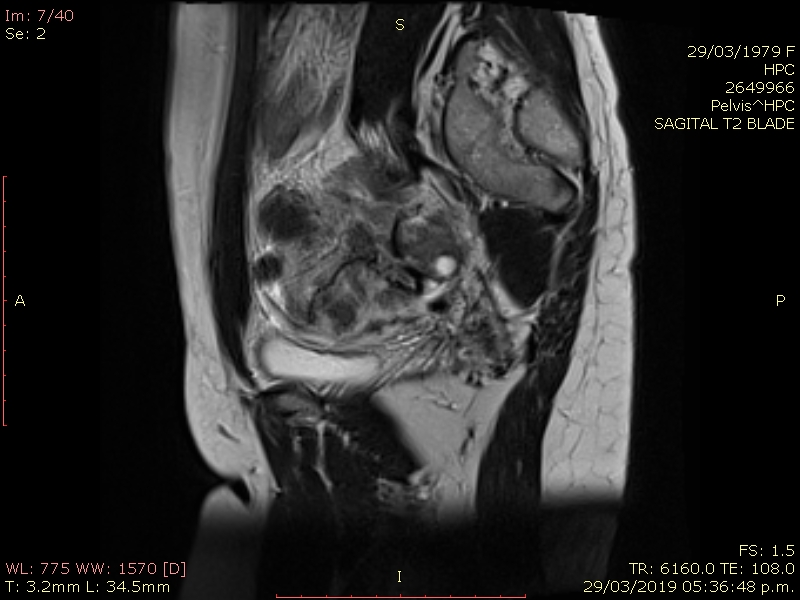 Im: 7/40
Se: 2
S
29/03/1979 F
HPC
2649966
Pelvis^HPC
SAGITAL T2 BLADE
A
P
WL: 775 WW: 1570 [D]
T: 3.2mm L: 34.5mm
I
FS: 1.5
TR: 6160.0 TE: 108.0
29/03/2019 05:36:48 p.m.